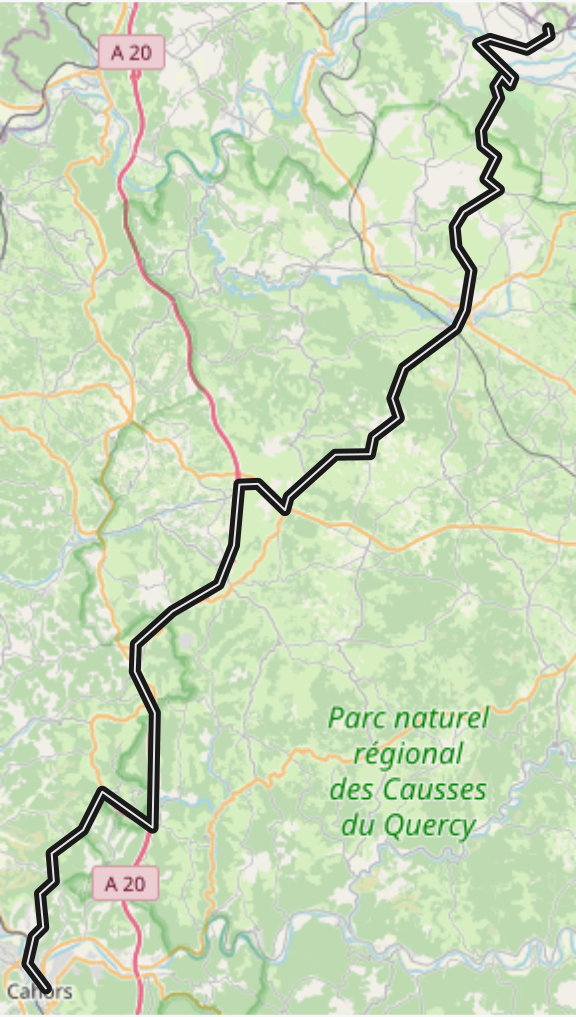 A 20
Parc naturel
régional
des Causses
du Quercy
A 20
Cahors